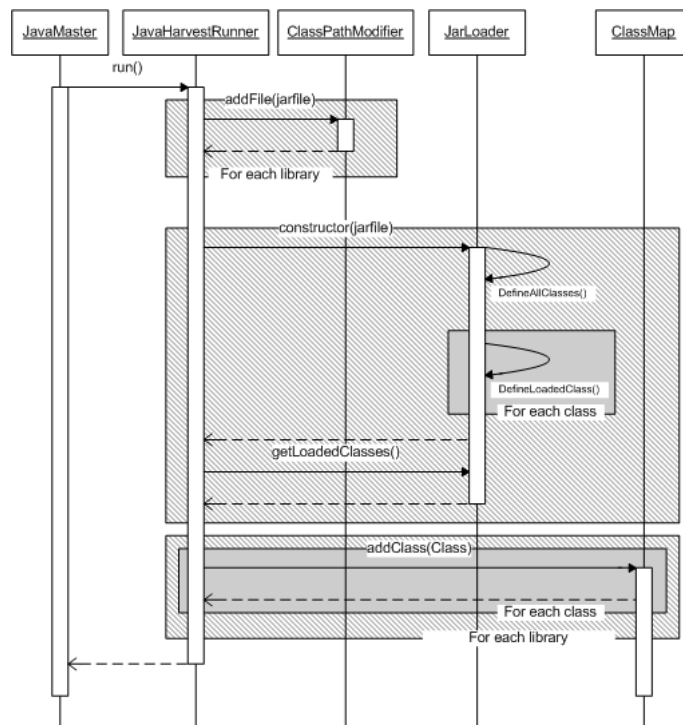 JavaMaster
JavaHarvestRunner
ClassPathModifier
JarLoader
ClassMap
run()
addFile(jarfile)
For each library
constructor(jarfile)
DefineAllClasses()
DefineLoadedClass()
For each class
getLoadedClasses()
addClass(Class)
For each class
For each library